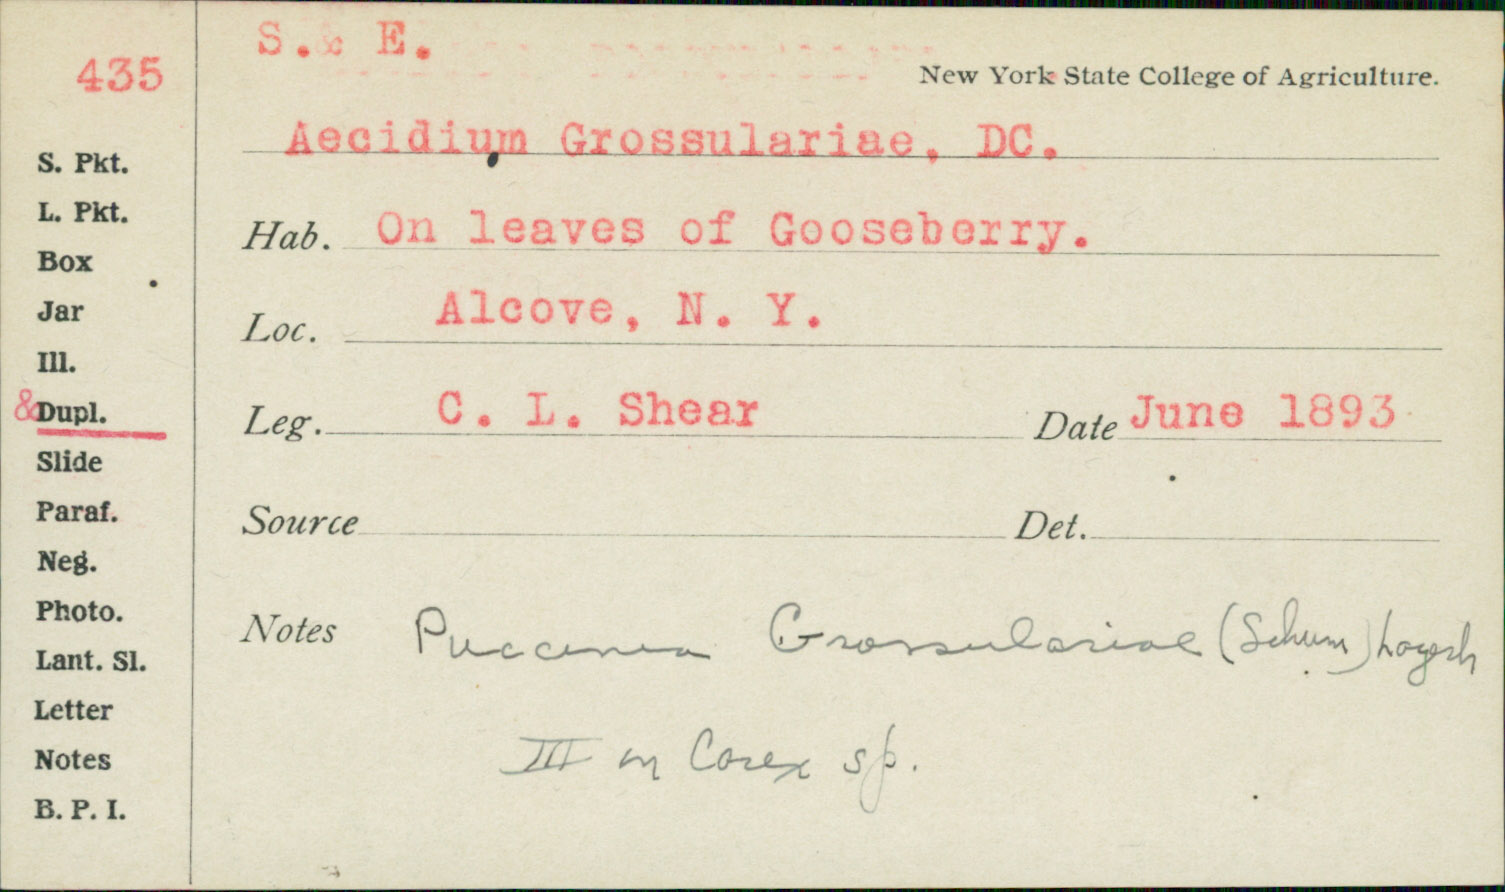 435
S. Pkt.
L. Pkt.
Box
Jar
Ill.
& Dupl.
Slide
Paraf.
Neg.
Photo.
Lant. Sl.
Letter
Notes
B. P. I.
S. & E.
New York State College of Agriculture.
Aecidium Grossulariae, DC.
Hab. On leaves of Gooseberry.
Loc. Alcove, N. Y.
Leg. C. L. Shear Date June 1893
Source Det.
Notes Puccinia Grossulariae (Schum) Lagerh
III on Carex sp.